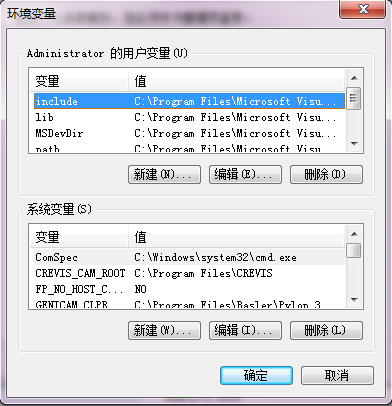 环境变量
Administrator 的用户变量(U)
变量 值
include C:\Program Files\Microsoft Visu...
lib C:\Program Files\Microsoft Visu...
MSDevDir C:\Program Files\Microsoft Visu...
path C:\Program Files\Microsoft Visu...
新建(N)... 编辑(E)... 删除(D)
系统变量(S)
变量 值
ComSpec C:\Windows\system32\cmd.exe
CREVIS_CAM_ROOT C:\Program Files\CREVIS
FP_NO_HOST_C... NO
GENICAM_CLPR... C:\Program Files\Basler\Pylon 3...
新建(W)... 编辑(I)... 删除(L)
确定 取消